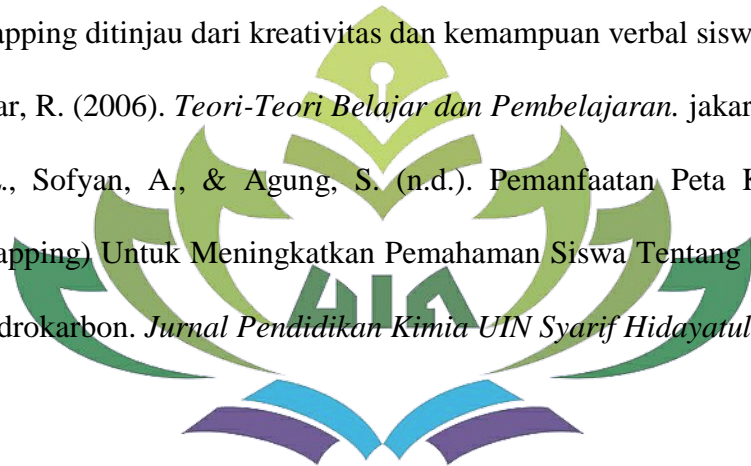 apping ditinjau dari kreativitas dan kemampuan verbal sisw
ar, R. (2006). Teori-Teori Belajar dan Pembelajaran. jakar
., Sofyan, A., & Agung, S. (n.d.). Pemanfaatan Peta K
apping) Untuk Meningkatkan Pemahaman Siswa Tentang
drokarbon. Jurnal Pendidikan Kimia UIN Syarif Hidayatul